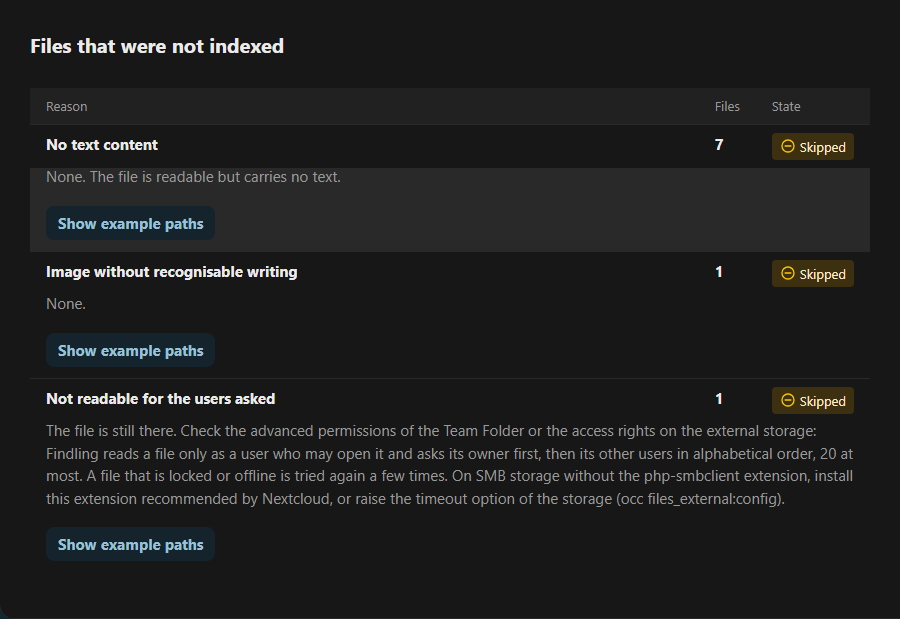 Files that were not indexed
Reason Files State
No text content 7 Skipped
None. The file is readable but carries no text.
Show example paths
Image without recognisable writing 1 Skipped
None.
Show example paths
Not readable for the users asked 1 Skipped
The file is still there. Check the advanced permissions of the Team Folder or the access rights on the external storage:
Findling reads a file only as a user who may open it and asks its owner first, then its other users in alphabetical order, 20 at
most. A file that is locked or offline is tried again a few times. On SMB storage without the php-smbclient extension, install
this extension recommended by Nextcloud, or raise the timeout option of the storage (occ files_external:config).
Show example paths